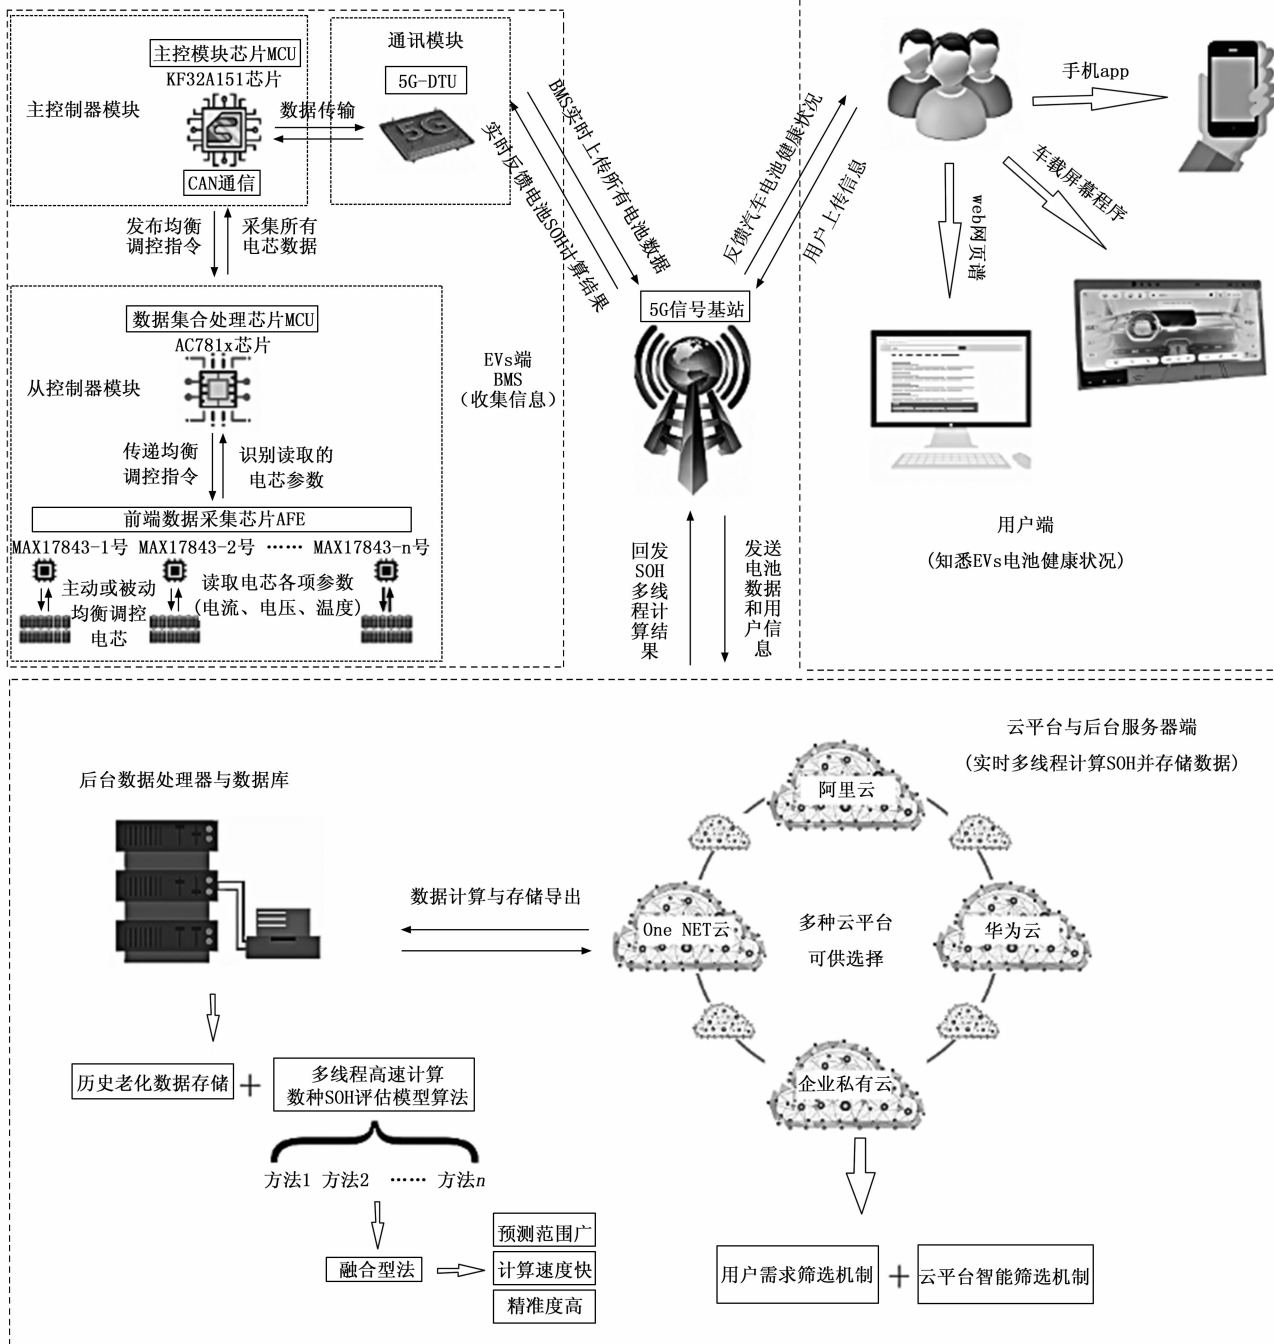 主控模块芯片MCU
KF32A151芯片
主控制器模块
CAN通信
数据传输
通讯模块
5G-DTU
5G
发布均衡
调控指令
采集所有
电芯数据
数据集合处理芯片MCU
AC781x芯片
从控制器模块
传递均衡
调控指令
识别读取的
电芯参数
前端数据采集芯片AFE
MAX17843-1号 MAX17843-2号 …… MAX17843-n号
主动或被动
均衡调控
电芯
读取电芯各项参数
(电流、电压、温度)
EVs端
BMS
(收集信息)
BMS实时上传所有电池数据
实时反馈电池SOH计算结果
5G信号基站
反馈汽车电池健康状况
用户上传信息
手机app
车载屏幕程序
web网页谱
用户端
(知悉EVs电池健康状况)
回发
SOH
多线
程计
算结
果
发送
电池
数据
和用
户信
息
云平台与后台服务器端
(实时多线程计算SOH并存储数据)
后台数据处理器与数据库
数据计算与存储导出
阿里云
One NET云
华为云
企业私有云
多种云平台
可供选择
历史老化数据存储
+
多线程高速计算
数种SOH评估模型算法
方法1 方法2 …… 方法n
融合型法
预测范围广
计算速度快
精准度高
用户需求筛选机制
+
云平台智能筛选机制